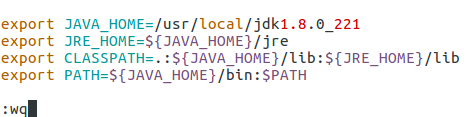 export JAVA_HOME=/usr/local/jdk1.8.0_221
export JRE_HOME=${JAVA_HOME}/jre
export CLASSPATH=.:${JAVA_HOME}/lib:${JRE_HOME}/lib
export PATH=${JAVA_HOME}/bin:$PATH
:wq